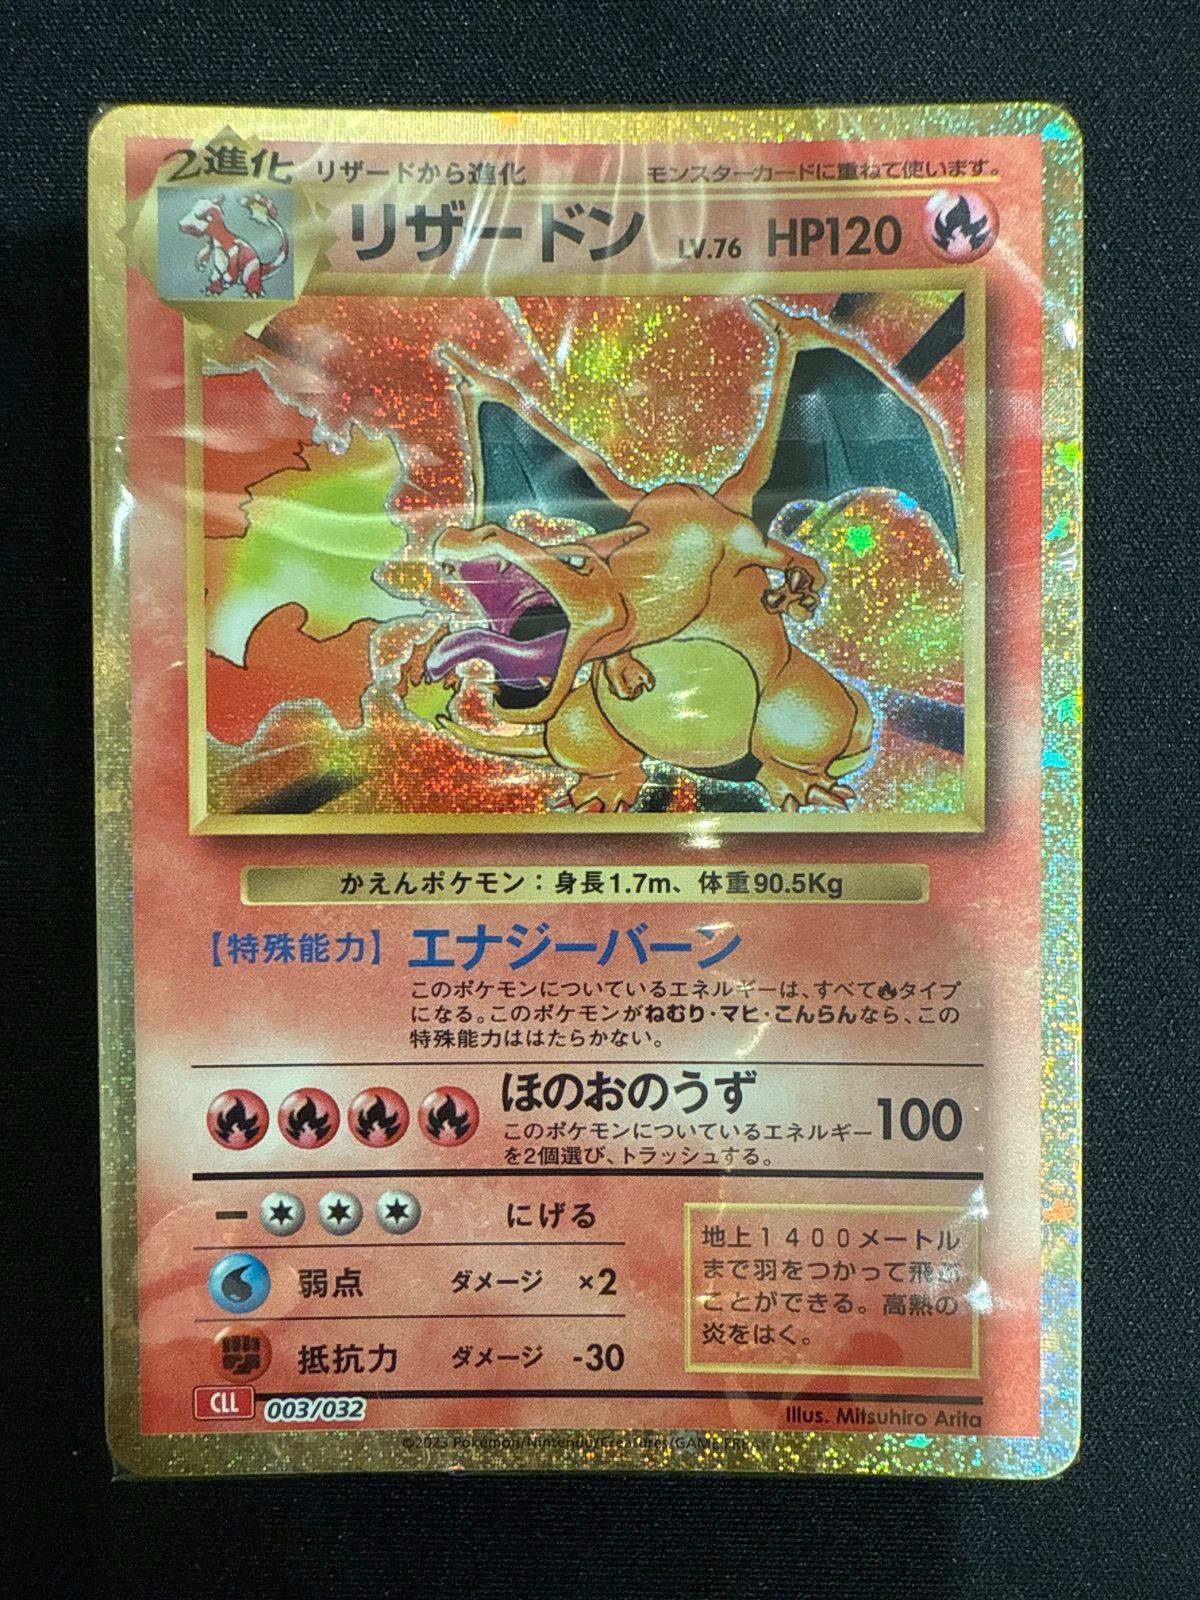 2進化 リザードから進化 モンスターカードに重ねて使います。
リザードン LV.76 HP120
かえんポケモン：身長1.7m、体重90.5Kg
【特殊能力】エナジーバーン
このポケモンについているエネルギーは、すべてタイプ
になる。このポケモンがねむり・マヒ・こんらんなら、この
特殊能力ははたらかない。
ほのおのうず 100
このポケモンについているエネルギー
を2個選び、トラッシュする。
ー にげる
弱点 ダメージ ×2
抵抗力 ダメージ -30
地上１４００メートル
まで羽をつかって飛ぶ
ことができる。高熱の
炎をはく。
CLL 003/032
Illus. Mitsuhiro Arita
©2023 Pokémon/Nintendo/Creatures/GAME FREAK